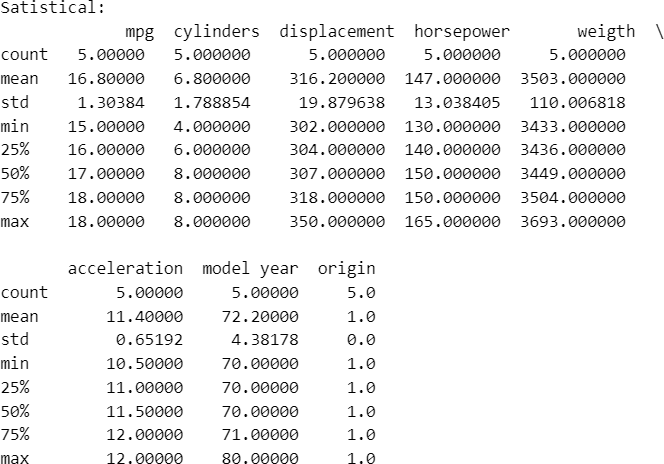 Satistical:
mpg cylinders displacement horsepower weigth \
count 5.00000 5.000000 5.000000 5.000000 5.000000
mean 16.80000 6.800000 316.200000 147.000000 3503.000000
std 1.30384 1.788854 19.879638 13.038405 110.006818
min 15.00000 4.000000 302.000000 130.000000 3433.000000
25% 16.00000 6.000000 304.000000 140.000000 3436.000000
50% 17.00000 8.000000 307.000000 150.000000 3449.000000
75% 18.00000 8.000000 318.000000 150.000000 3504.000000
max 18.00000 8.000000 350.000000 165.000000 3693.000000
acceleration model year origin
count 5.00000 5.00000 5.0
mean 11.40000 72.20000 1.0
std 0.65192 4.38178 0.0
min 10.50000 70.00000 1.0
25% 11.00000 70.00000 1.0
50% 11.50000 70.00000 1.0
75% 12.00000 71.00000 1.0
max 12.00000 80.00000 1.0